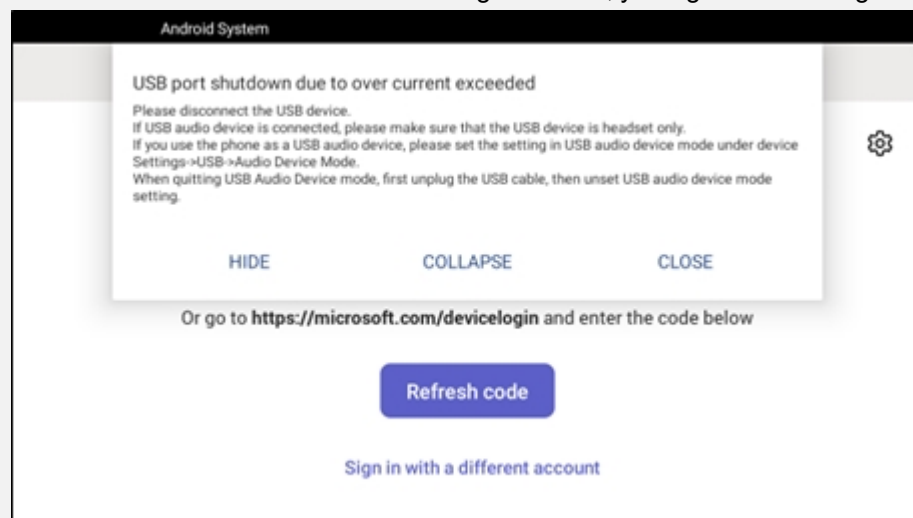 Android System
USB port shutdown due to over current exceeded
Please disconnect the USB device.
If USB audio device is connected, please make sure that the USB device is headset only.
If you use the phone as a USB audio device, please set the setting in USB audio device mode under device
Settings->USB->Audio Device Mode.
When quitting USB Audio Device mode, first unplug the USB cable, then unset USB audio device mode
setting.
HIDE COLLAPSE CLOSE
Or go to https://microsoft.com/devicelogin and enter the code below
Refresh code
Sign in with a different account